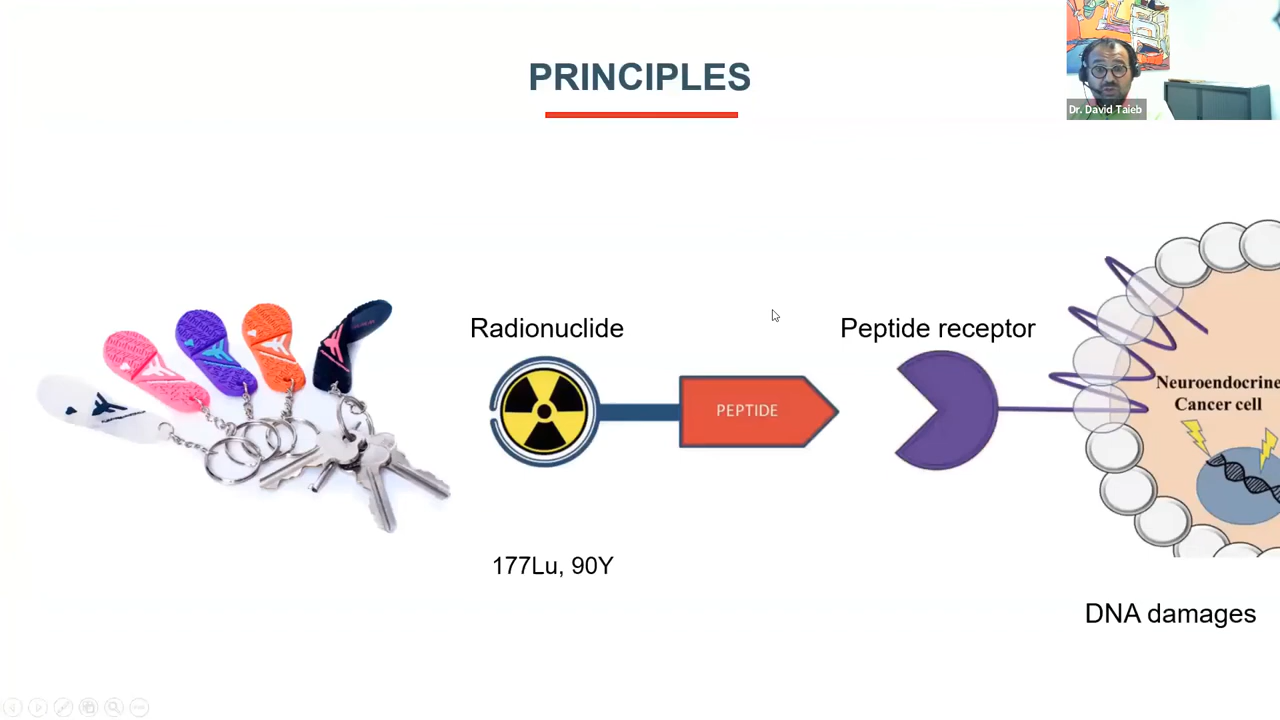 PRINCIPLES
Dr. David Taieb
Radionuclide
Peptide receptor
PEPTIDE
Neuroendocrine
Cancer cell
177Lu, 90Y
DNA damages